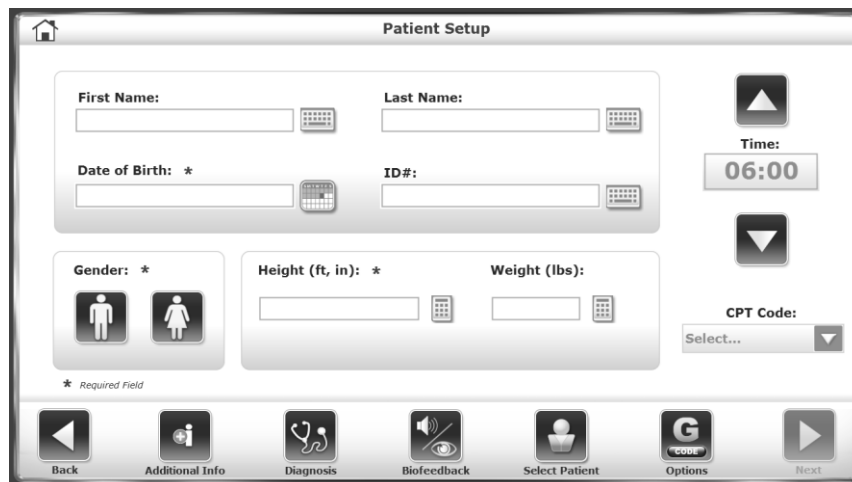 Patient Setup
First Name:
Last Name:
Time:
06:00
Date of Birth: *
ID#:
Gender: *
Height (ft, in): *
Weight (lbs):
CPT Code:
Select...
* Required Field
Back
Additional Info
Diagnosis
Biofeedback
Select Patient
G
CODE
Options
Next